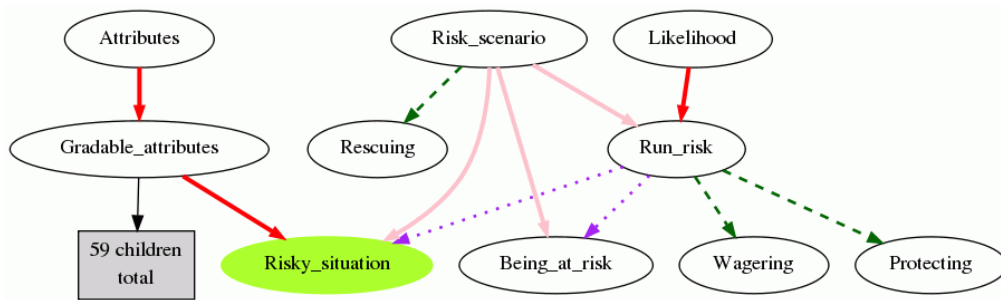 Attributes
Risk_scenario
Likelihood
Gradable_attributes
Rescuing
Run_risk
59 children
total
Risky_situation
Being_at_risk
Wagering
Protecting